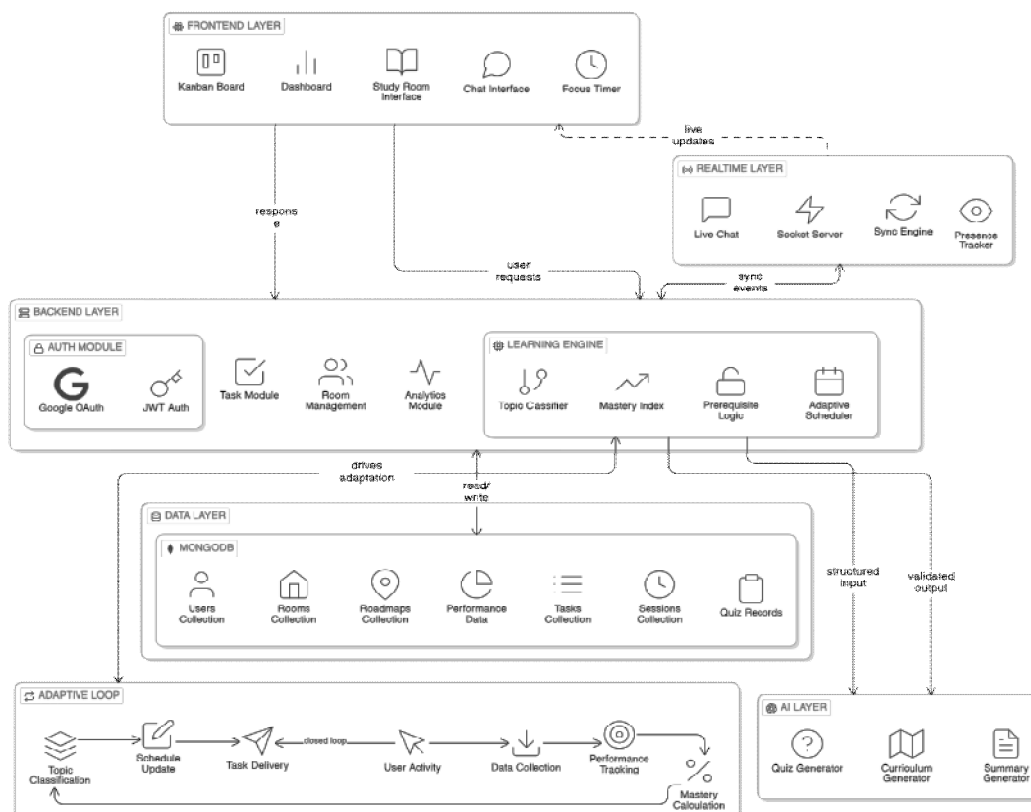 FRONTEND LAYER
Kanban Board
Dashboard
Study Room
Interface
Chat Interface
Focus Timer
live
updates
REALTIME LAYER
Live Chat
Socket Server
Sync Engine
Presence
Tracker
respons
e
user
requests
sync
events
BACKEND LAYER
AUTH MODULE
Google OAuth
JWT Auth
Task Module
Room
Management
Analytics
Module
LEARNING ENGINE
Topic Classifier
Mastery Index
Prerequisite
Logic
Adaptive
Scheduler
drives
adaptation
read/
write
DATA LAYER
MONGODB
Users
Collection
Rooms
Collection
Roadmaps
Collection
Performance
Data
Tasks
Collection
Sessions
Collection
Quiz Records
structured
input
validated
output
ADAPTIVE LOOP
Topic
Classification
Schedule
Update
Task Delivery
closed loop
User Activity
Data Collection
Performance
Tracking
Mastery
Calculation
AI LAYER
Quiz Generator
Curriculum
Generator
Summary
Generator